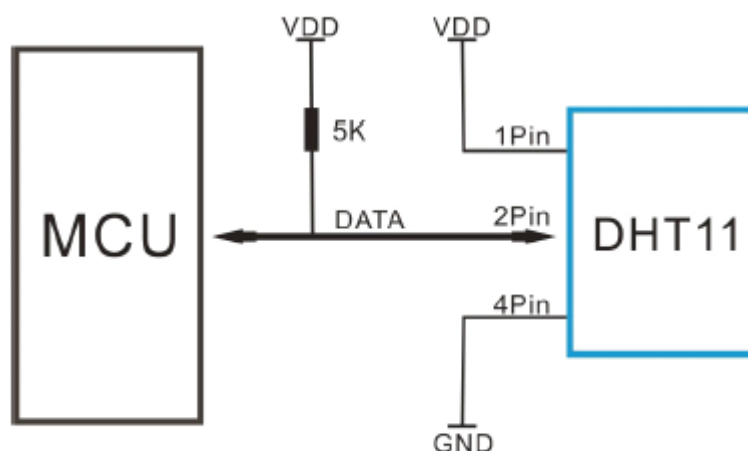 VDD
VDD
5K
1Pin
MCU
DATA
2Pin
DHT11
4Pin
GND